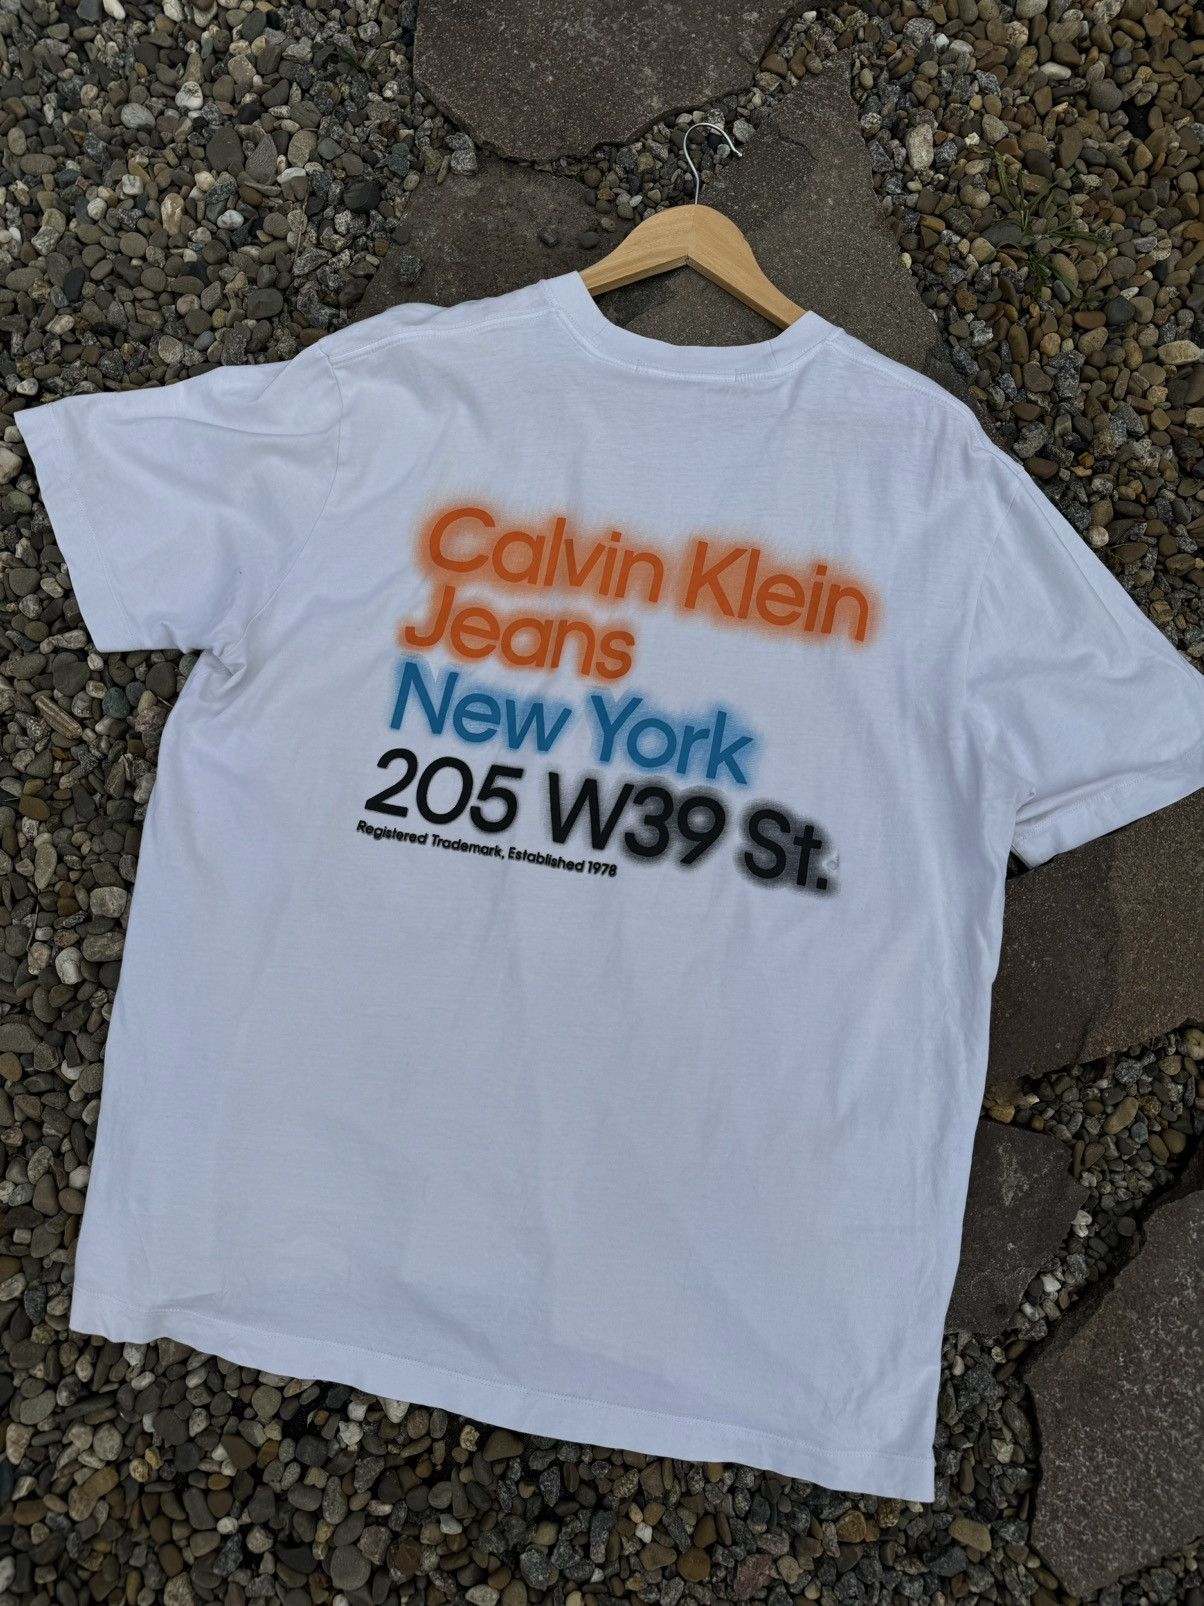 Calvin Klein
Jeans
New York
205 W39 St.
Registered Trademark, Established 1978